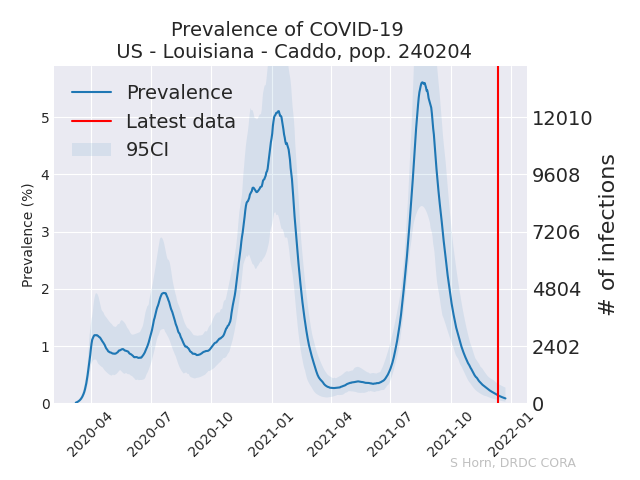 Prevalence of COVID-19
US - Louisiana - Caddo, pop. 240204
Prevalence
Latest data
95CI
Prevalence (%)
5
4
3
2
1
0
12010
9608
7206
4804
2402
0
# of infections
2020-04
2020-07
2020-10
2021-01
2021-04
2021-07
2021-10
2022-01
S Horn, DRDC CORA